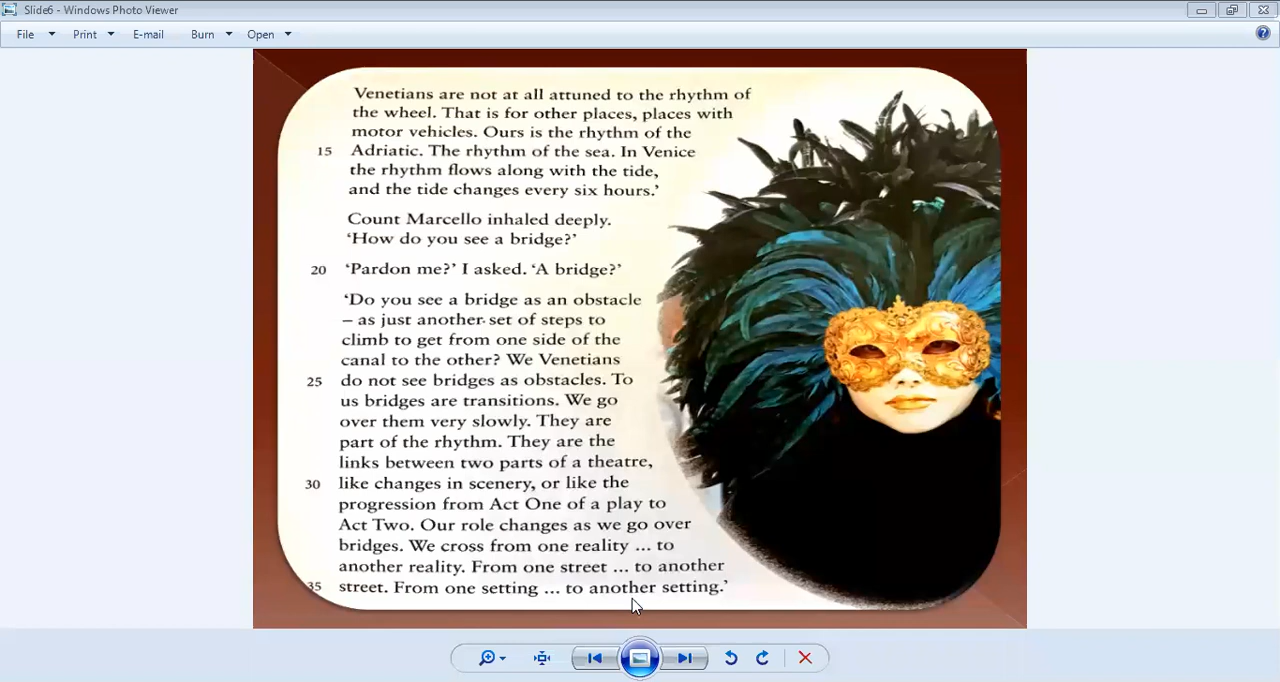 Slide6 - Windows Photo Viewer
File Print E-mail Burn Open
Venetians are not at all attuned to the rhythm of
the wheel. That is for other places, places with
motor vehicles. Ours is the rhythm of the
15 Adriatic. The rhythm of the sea. In Venice
the rhythm flows along with the tide,
and the tide changes every six hours.’
Count Marcello inhaled deeply.
‘How do you see a bridge?’
20 ‘Pardon me?’ I asked. ‘A bridge?’
‘Do you see a bridge as an obstacle
– as just another set of steps to
climb to get from one side of the
canal to the other? We Venetians
25 do not see bridges as obstacles. To
us bridges are transitions. We go
over them very slowly. They are
part of the rhythm. They are the
links between two parts of a theatre,
30 like changes in scenery, or like the
progression from Act One of a play to
Act Two. Our role changes as we go over
bridges. We cross from one reality ... to
another reality. From one street ... to another
35 street. From one setting ... to another setting.’